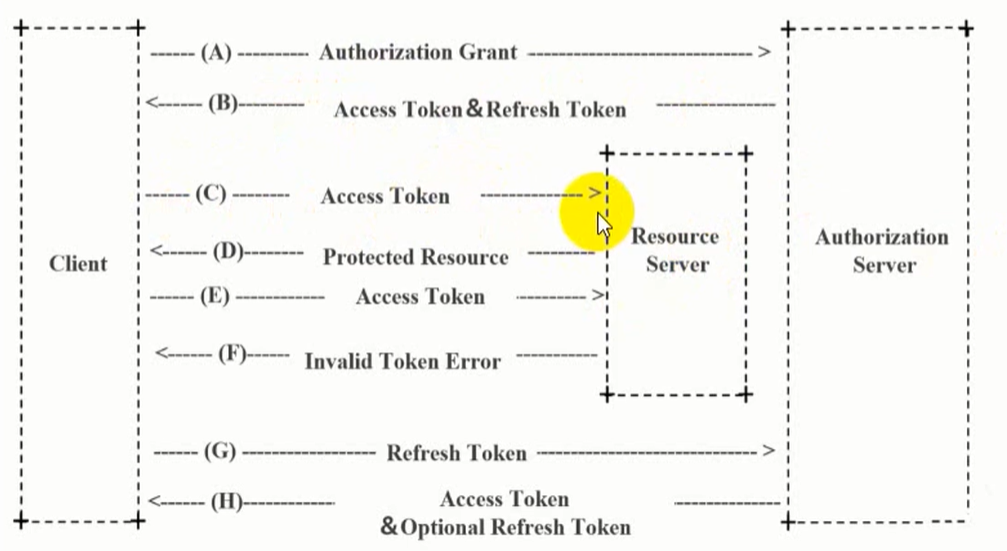 (A) Authorization Grant
(B) Access Token&Refresh Token
(C) Access Token
Resource
Server
Authorization
Server
Client
(D) Protected Resource
(E) Access Token
(F) Invalid Token Error
(G) Refresh Token
(H) Access Token
&Optional Refresh Token